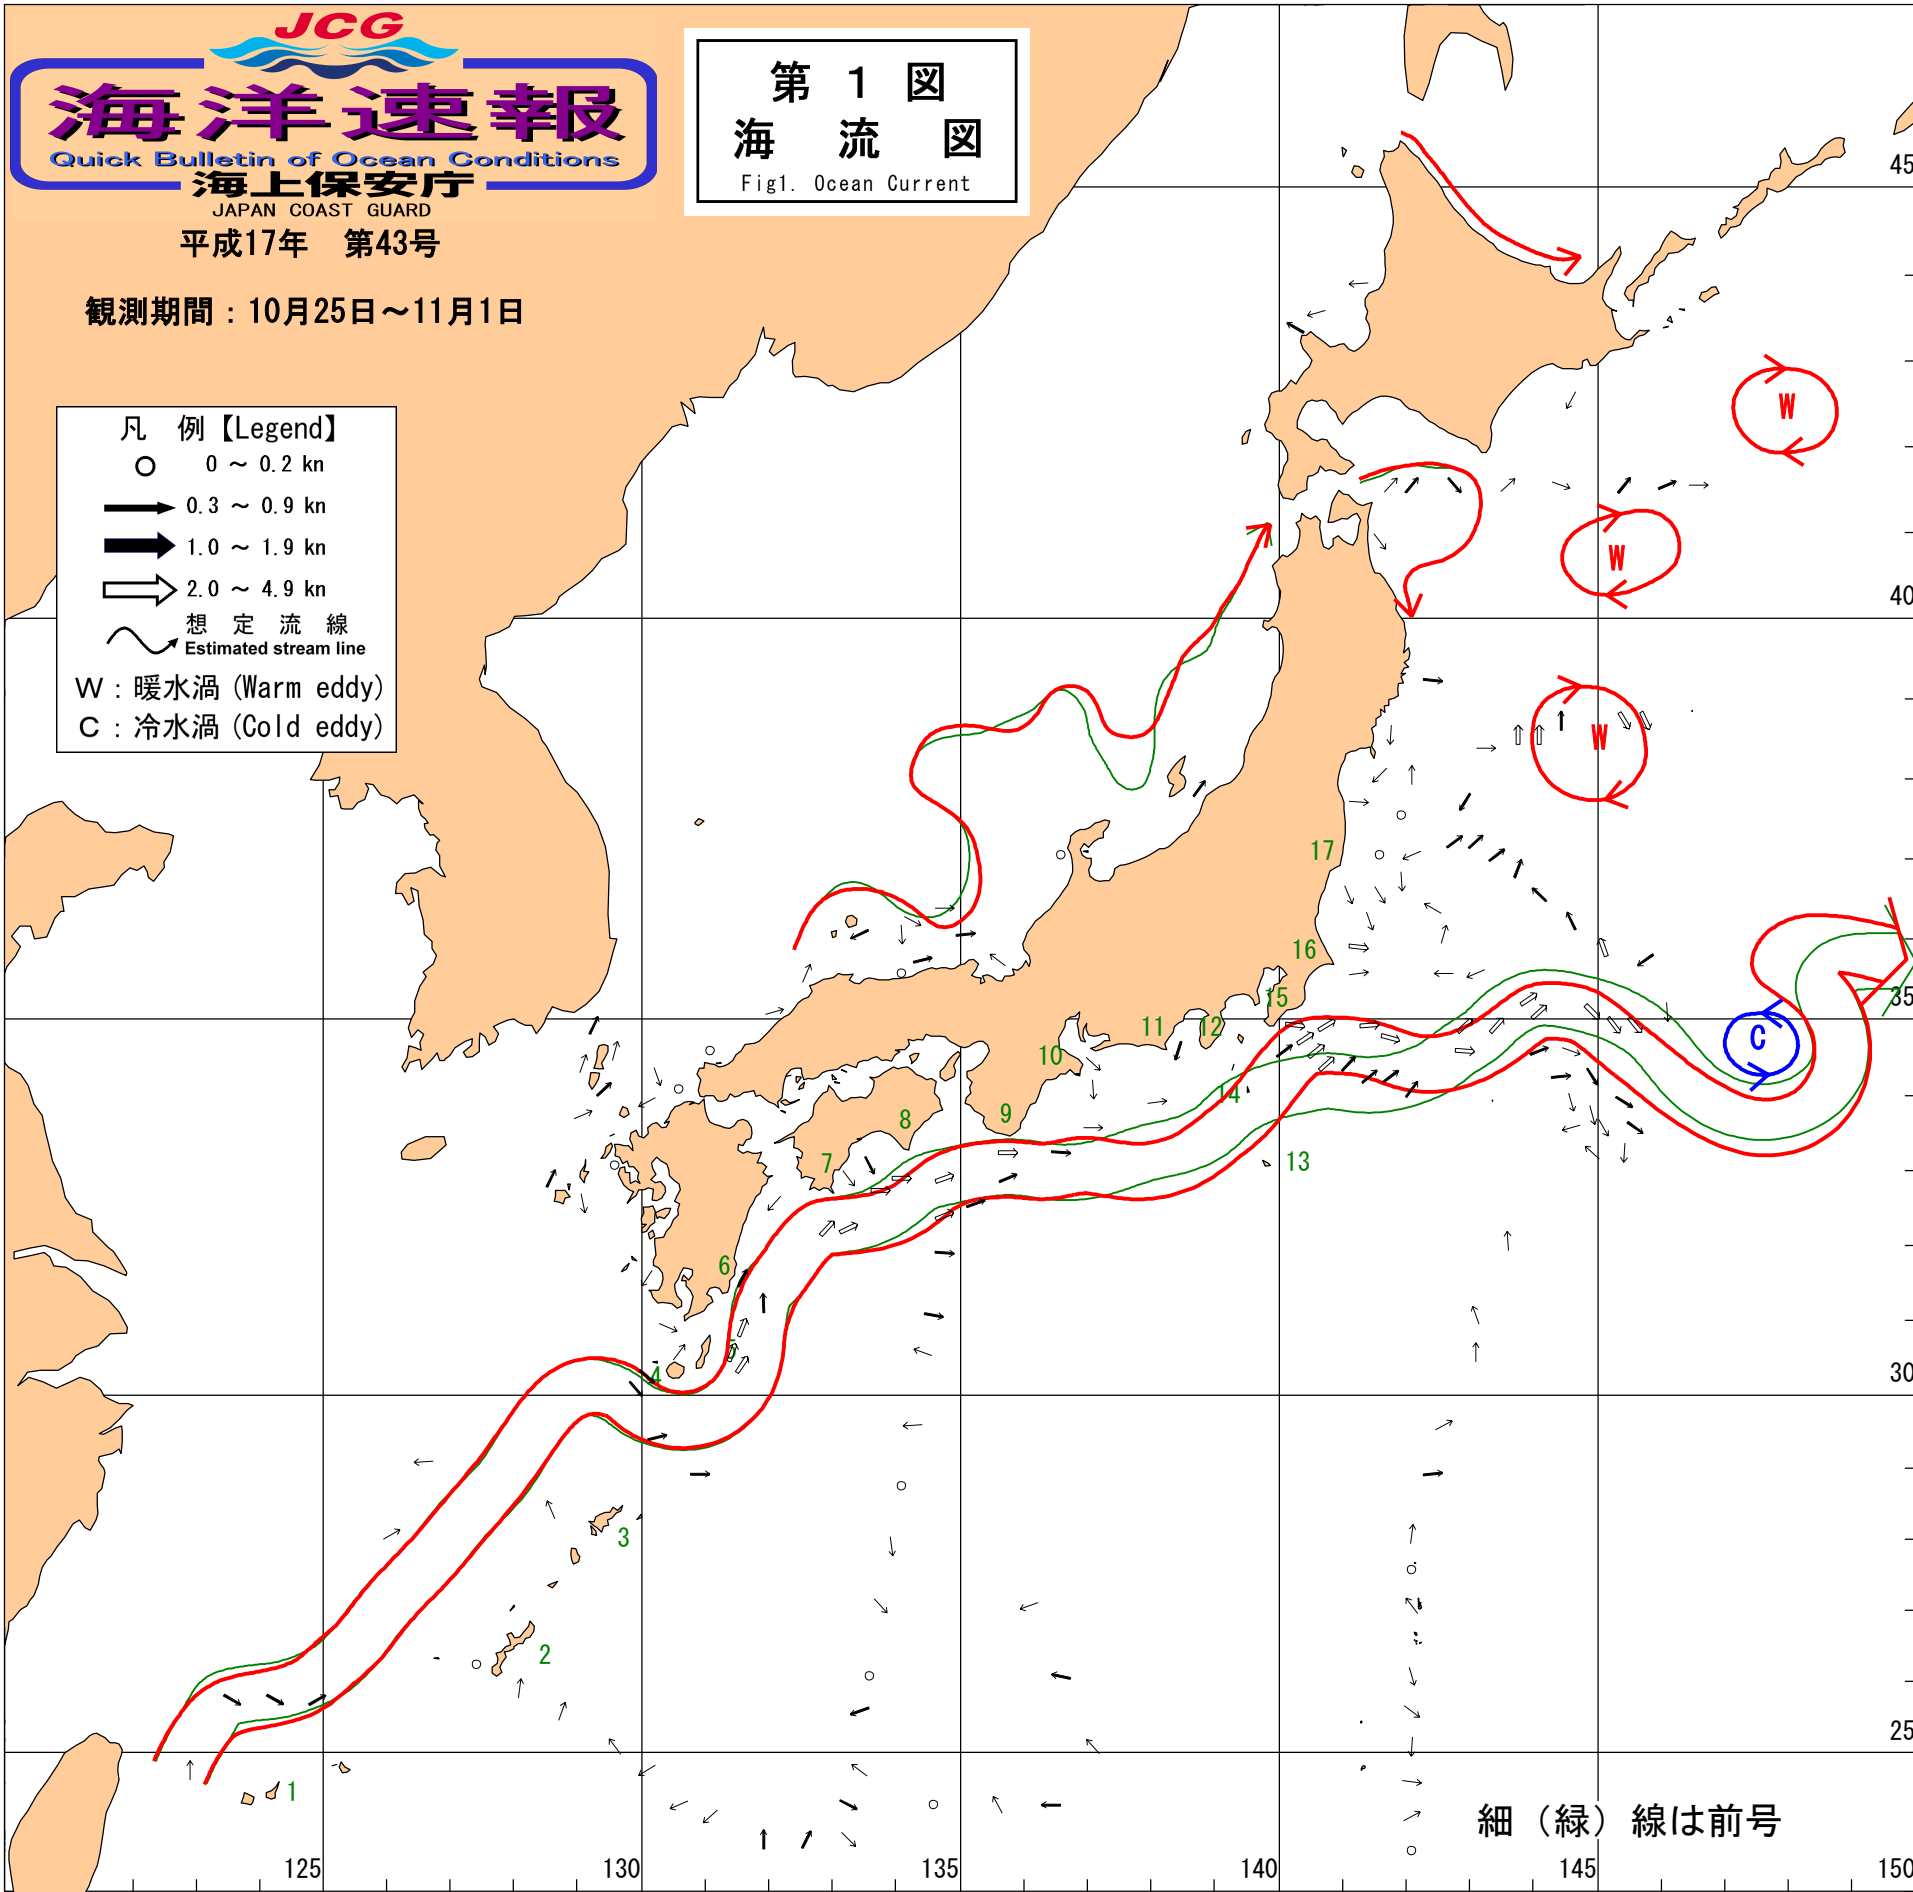 JCG
海洋速報
Quick Bulletin of Ocean Conditions
海上保安庁
JAPAN COAST GUARD
平成17年　第43号
観測期間：10月25日～11月1日
第 1 図
海 流 図
Fig1. Ocean Current
凡 例【Legend】
0 ～ 0.2 kn
0.3 ～ 0.9 kn
1.0 ～ 1.9 kn
2.0 ～ 4.9 kn
想 定 流 線
Estimated stream line
W：暖水渦(Warm eddy)
C：冷水渦(Cold eddy)
45
W
W
40
W
17
16
15
35
11
12
10
C
14
9
8
7
13
6
5
4
30
3
2
25
1
細（緑）線は前号
125
130
135
140
145
150